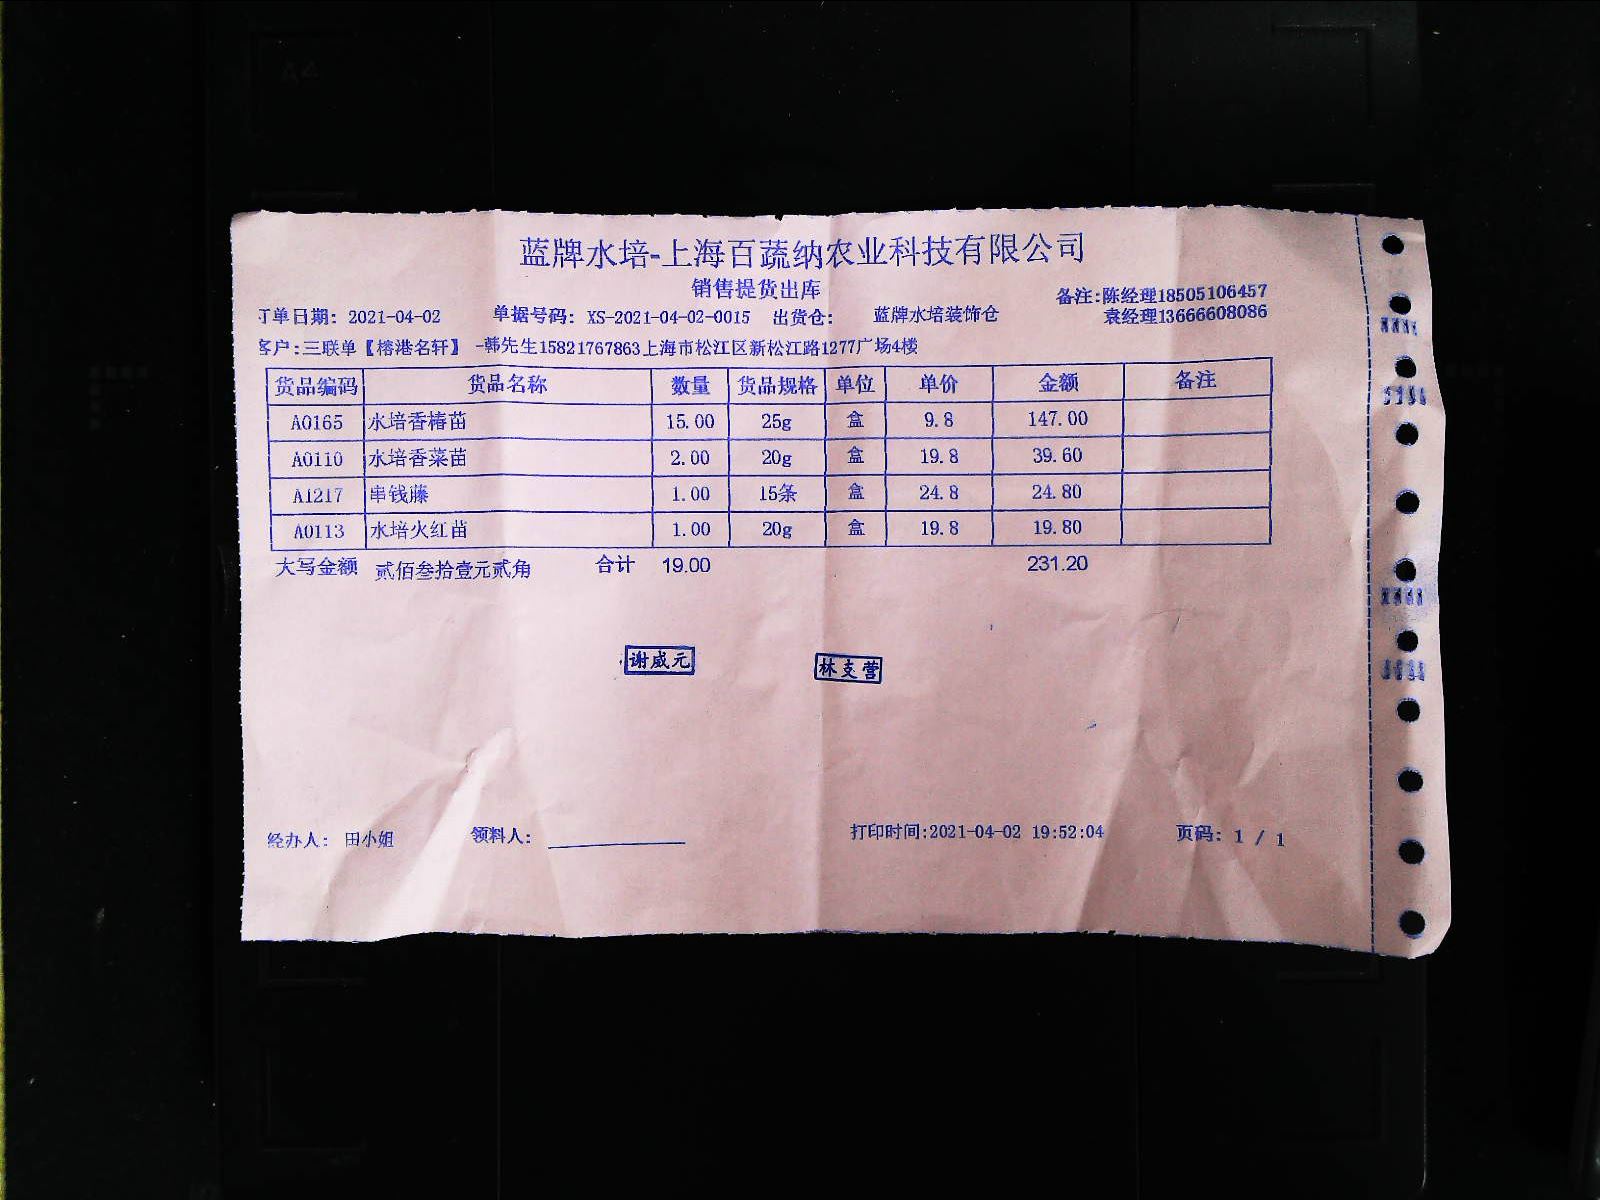 蓝牌水培-上海百蔬纳农业科技有限公司
销售提货出库
备注:陈经理18505106457
订单日期: 2021-04-02 单据号码: XS-2021-04-02-0015 出货仓: 蓝牌水培装饰仓 袁经理13666608086
客户:三联单【榕港名轩】 -韩先生15821767863上海市松江区新松江路1277广场4楼
货品编码 货品名称 数量 货品规格 单位 单价 金额 备注
A0165 水培香椿苗 15.00 25g 盒 9.8 147.00
A0110 水培香菜苗 2.00 20g 盒 19.8 39.60
A1217 串钱藤 1.00 15条 盒 24.8 24.80
A0113 水培火红苗 1.00 20g 盒 19.8 19.80
大写金额 贰佰叁拾壹元贰角 合计 19.00 231.20
谢威元 林支营
经办人: 田小姐 领料人: 打印时间:2021-04-02 19:52:04 页码: 1 / 1